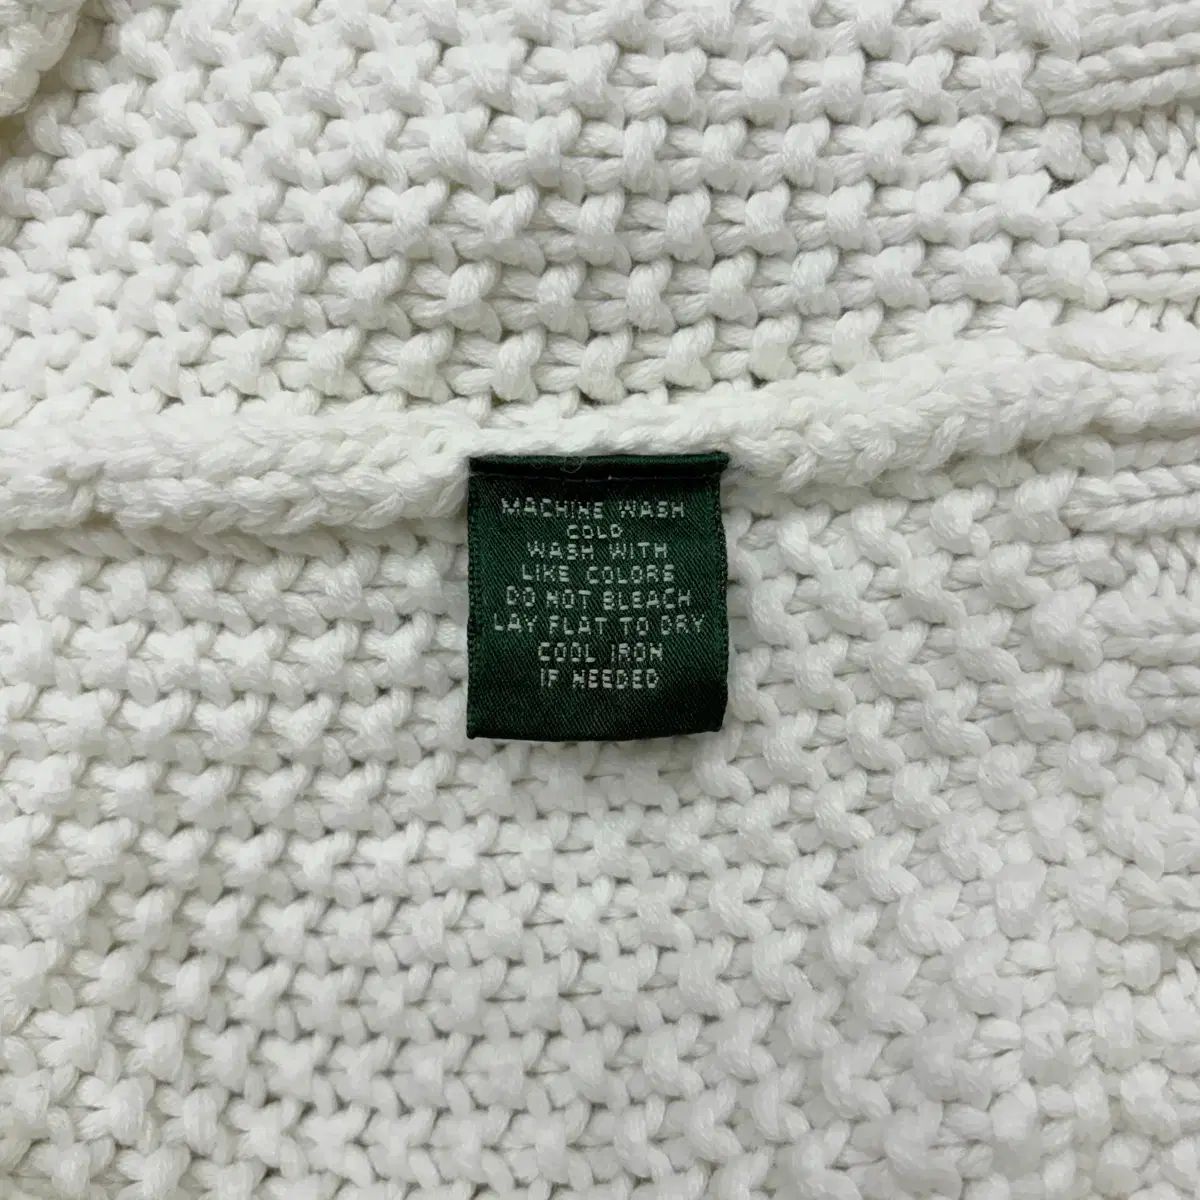 MACHINE WASH
COLD
WASH WITH
LIKE COLORS
DO NOT BLEACH
LAY FLAT TO DRY
COOL IRON
IF NEEDED